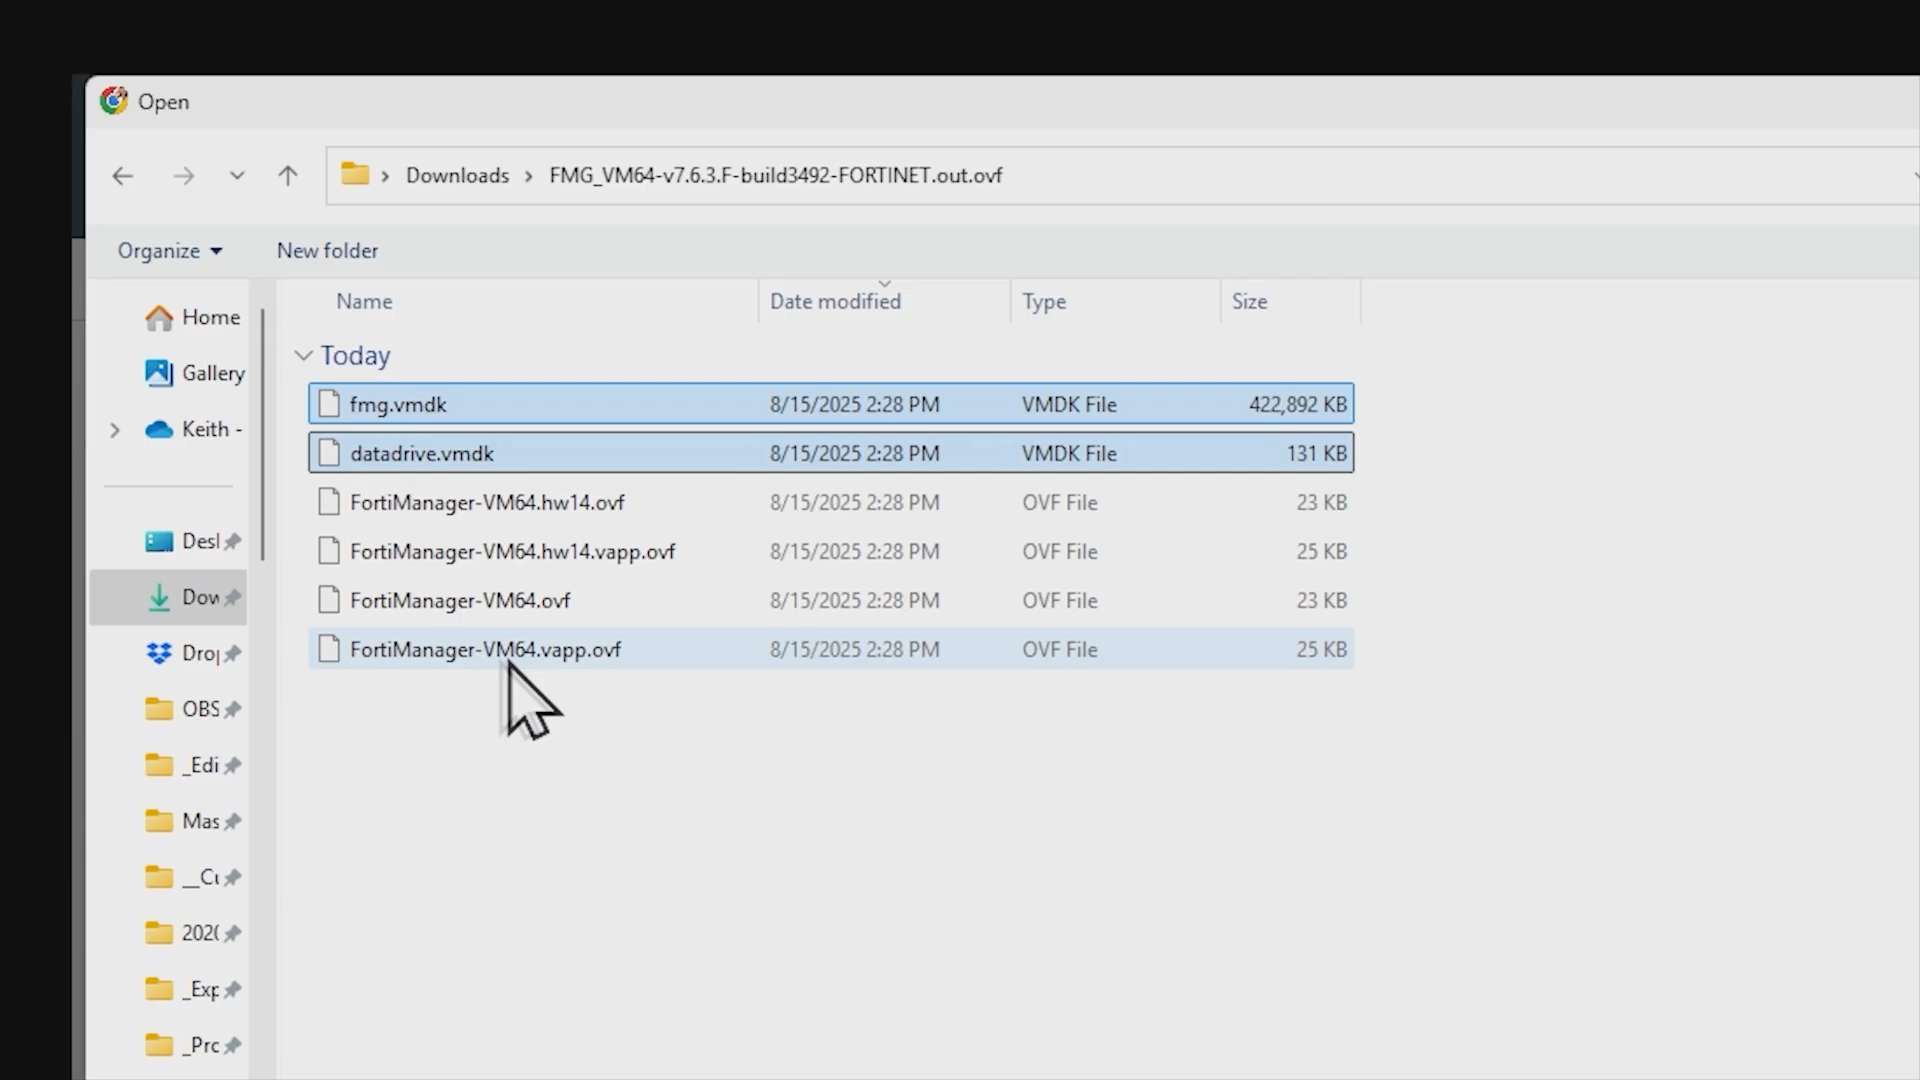 Open
Downloads > FMG_VM64-v7.6.3.F-build3492-FORTINET.out.ovf
Organize New folder
Name Date modified Type Size
Today
fmg.vmdk 8/15/2025 2:28 PM VMDK File 422,892 KB
datadrive.vmdk 8/15/2025 2:28 PM VMDK File 131 KB
FortiManager-VM64.hw14.ovf 8/15/2025 2:28 PM OVF File 23 KB
FortiManager-VM64.hw14.vapp.ovf 8/15/2025 2:28 PM OVF File 25 KB
FortiManager-VM64.ovf 8/15/2025 2:28 PM OVF File 23 KB
FortiManager-VM64.vapp.ovf 8/15/2025 2:28 PM OVF File 25 KB
Home
Gallery
Keith -
Des
Dow
Dro
OBS
_Edi
Mas
__Cu
202
_Exp
_Pro